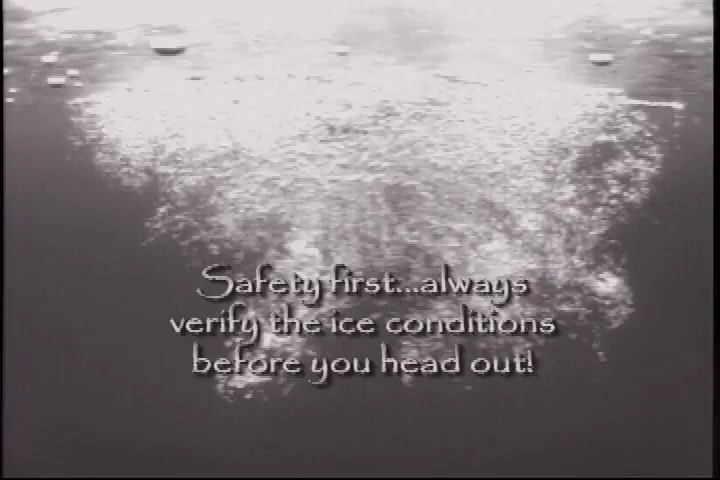 Safety first...always
verify the ice conditions
before you head out!